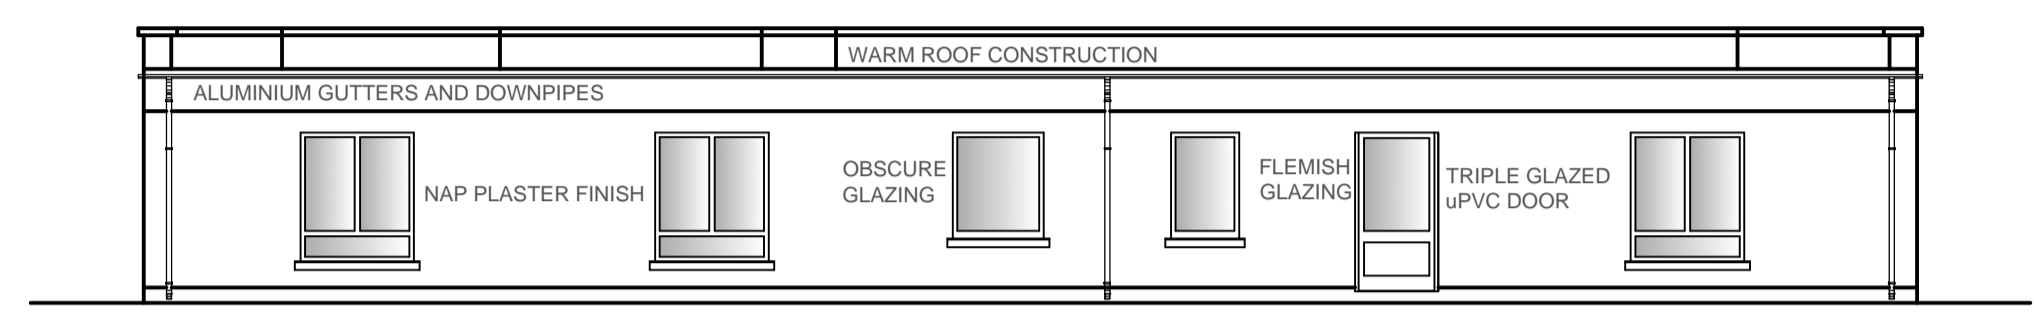 WARM ROOF CONSTRUCTION
ALUMINIUM GUTTERS AND DOWNPIPES
NAP PLASTER FINISH
OBSCURE
GLAZING
FLEMISH
GLAZING
TRIPLE GLAZED
uPVC DOOR